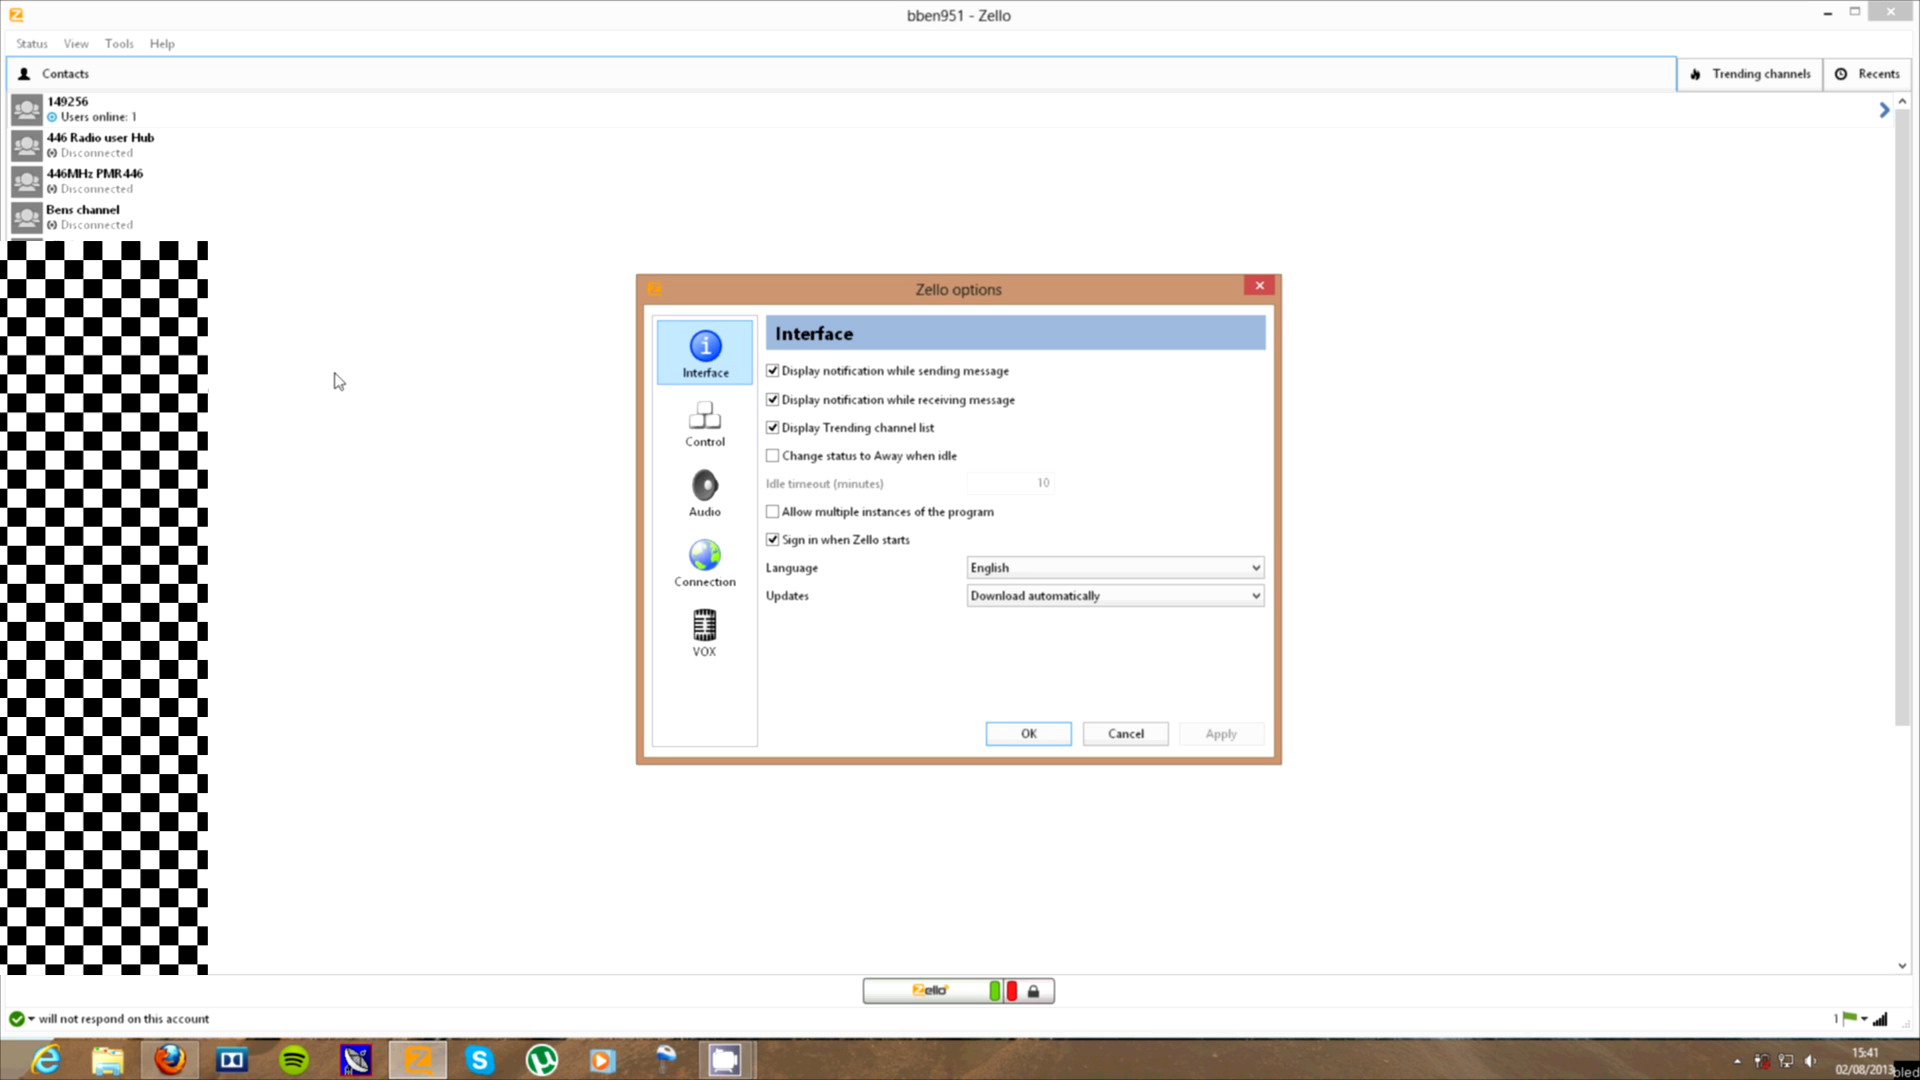 bben951 - Zello
Status View Tools Help
Contacts
Trending channels
Recents
149256
Users online: 1
446 Radio user Hub
Disconnected
446MHz PMR446
Disconnected
Bens channel
Disconnected
Zello options
Interface
Control
Audio
Connection
VOX
Interface
Display notification while sending message
Display notification while receiving message
Display Trending channel list
Change status to Away when idle
Idle timeout (minutes) 10
Allow multiple instances of the program
Sign in when Zello starts
Language English
Updates Download automatically
OK Cancel Apply
Zello
will not respond on this account
1
15:41
02/08/2013
bled